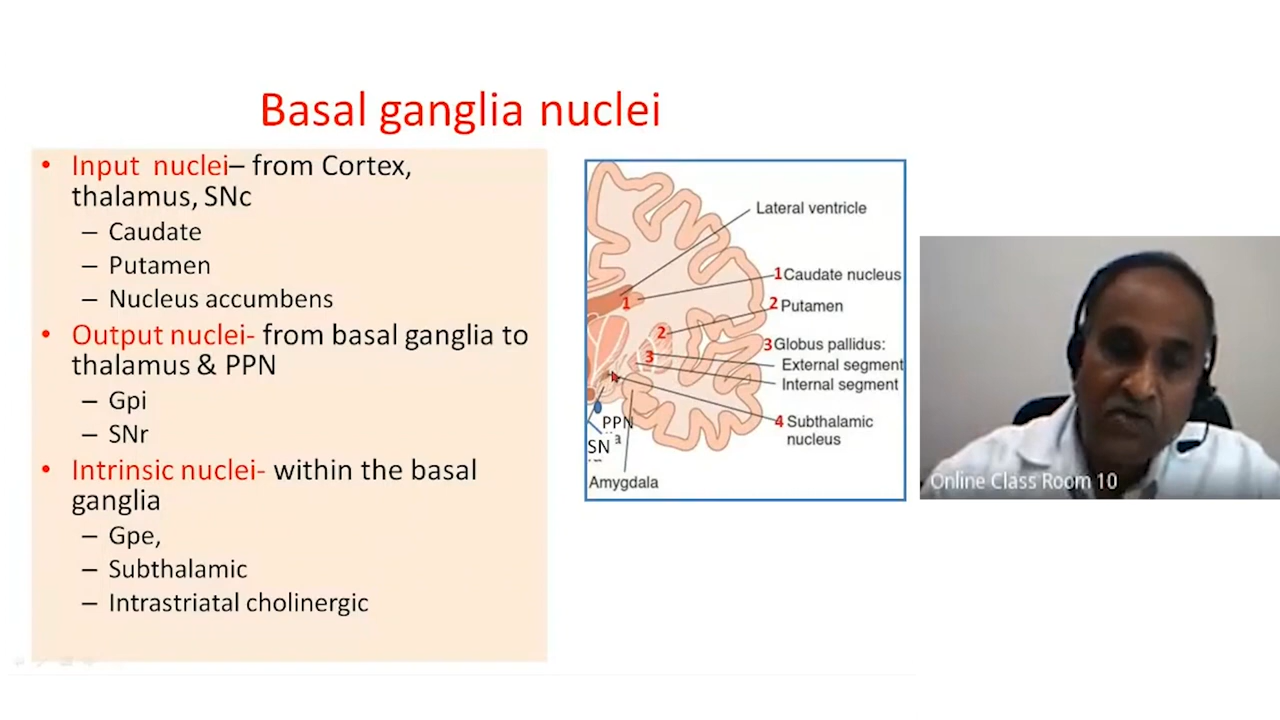 Basal ganglia nuclei
• Input nuclei– from Cortex,
thalamus, SNc
– Caudate
– Putamen
– Nucleus accumbens
• Output nuclei- from basal ganglia to
thalamus & PPN
– Gpi
– SNr
• Intrinsic nuclei- within the basal
ganglia
– Gpe,
– Subthalamic
– Intrastriatal cholinergic
Lateral ventricle
1 Caudate nucleus
2 Putamen
3 Globus pallidus:
External segment
Internal segment
4 Subthalamic
nucleus
1
2
3
PPN
SN
Amygdala
Online Class Room 10